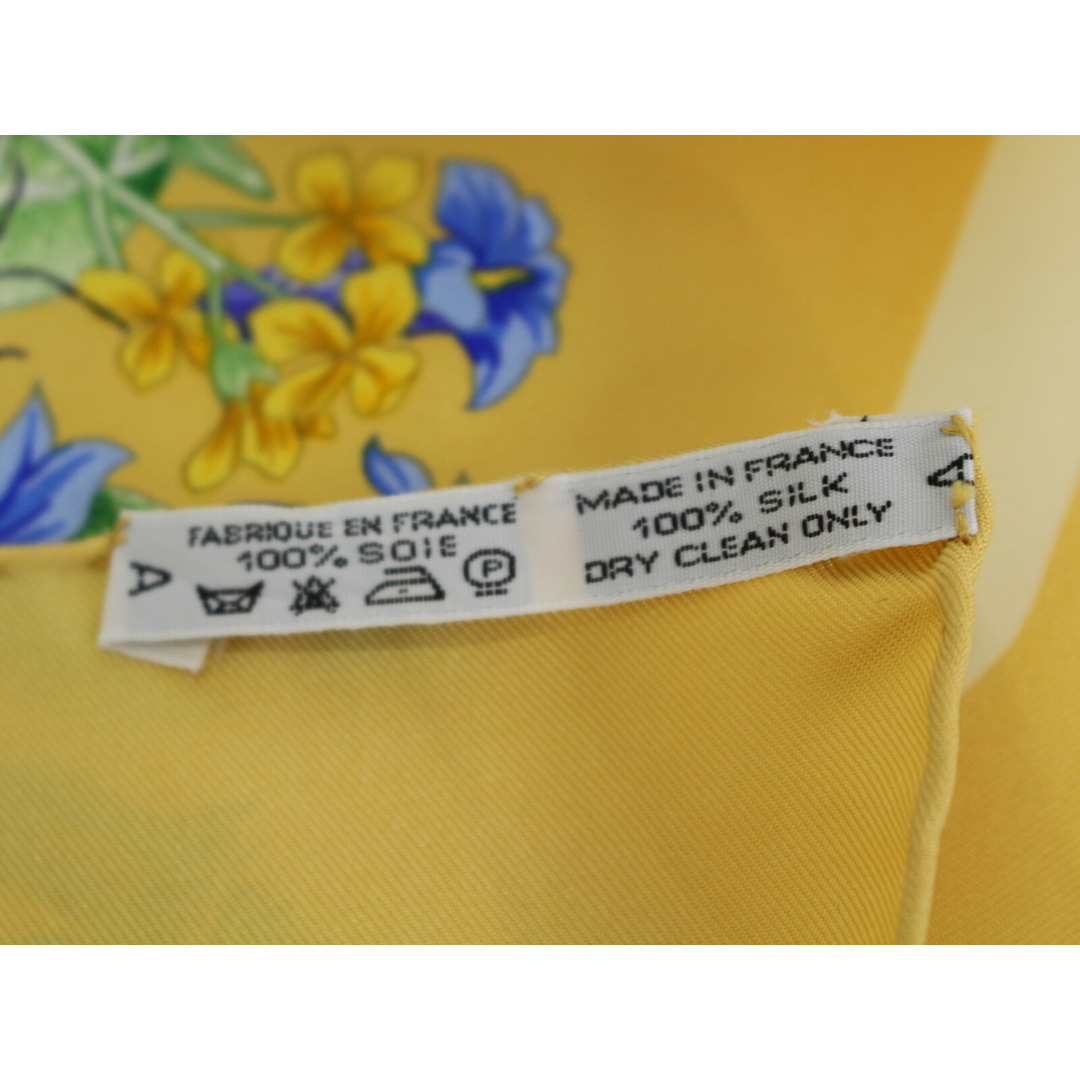 FABRIQUE EN FRANCE
100% SOIE
A
P
MADE IN FRANCE
100% SILK
DRY CLEAN ONLY
A